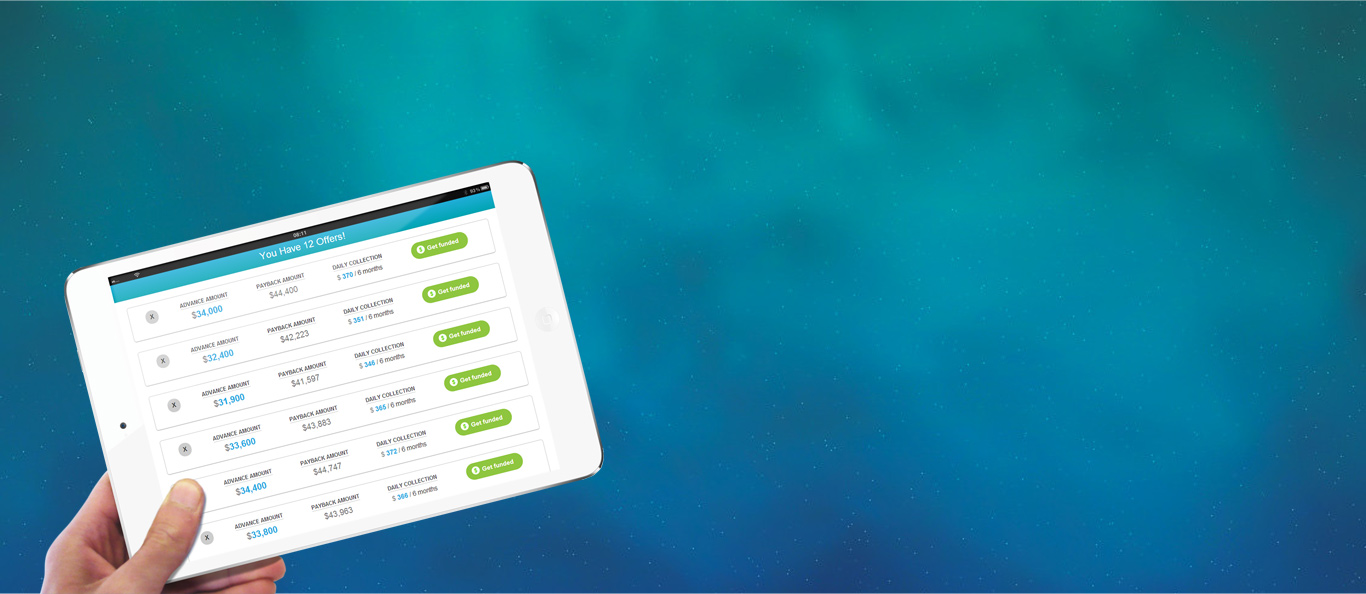 08:11
93%
You Have 12 Offers!
X
ADVANCE AMOUNT
$34,000
PAYBACK AMOUNT
$44,400
DAILY COLLECTION
$ 370 / 6 months
$ Get funded
X
ADVANCE AMOUNT
$32,400
PAYBACK AMOUNT
$42,223
DAILY COLLECTION
$ 351 / 6 months
$ Get funded
X
ADVANCE AMOUNT
$31,900
PAYBACK AMOUNT
$41,597
DAILY COLLECTION
$ 346 / 6 months
$ Get funded
X
ADVANCE AMOUNT
$33,600
PAYBACK AMOUNT
$43,883
DAILY COLLECTION
$ 365 / 6 months
$ Get funded
ADVANCE AMOUNT
$34,400
PAYBACK AMOUNT
$44,747
DAILY COLLECTION
$ 372 / 6 months
$ Get funded
X
ADVANCE AMOUNT
$33,800
PAYBACK AMOUNT
$43,963
DAILY COLLECTION
$ 366 / 6 months
$ Get funded